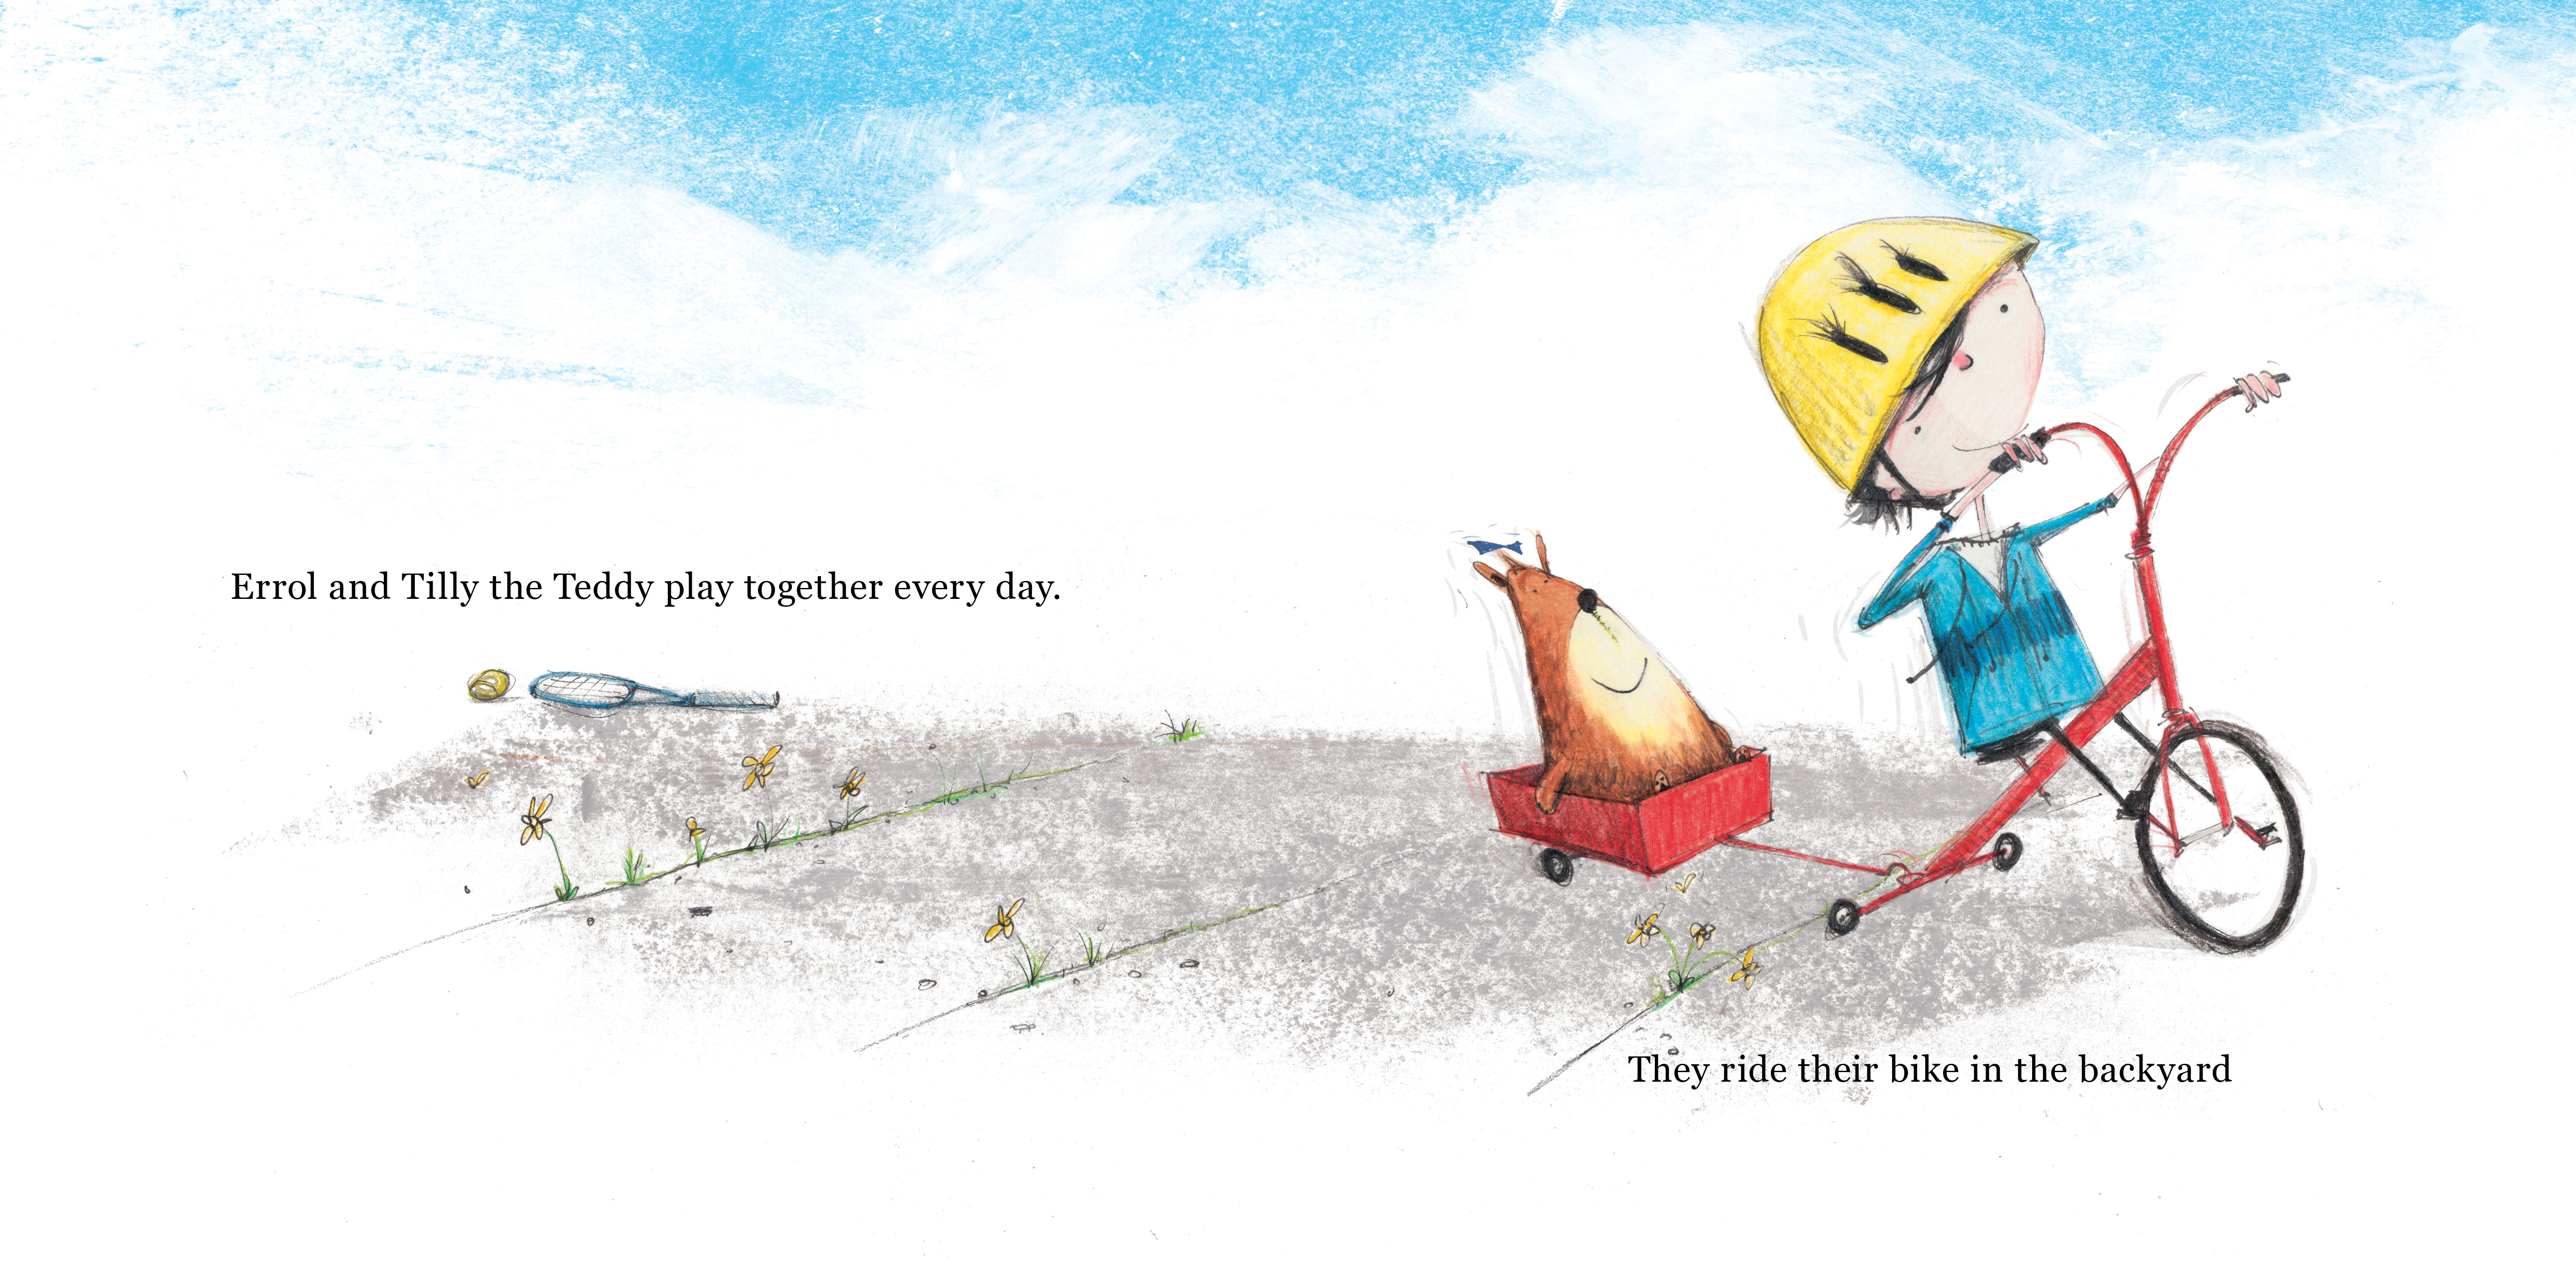 Errol and Tilly the Teddy play together every day.
They ride their bike in the backyard